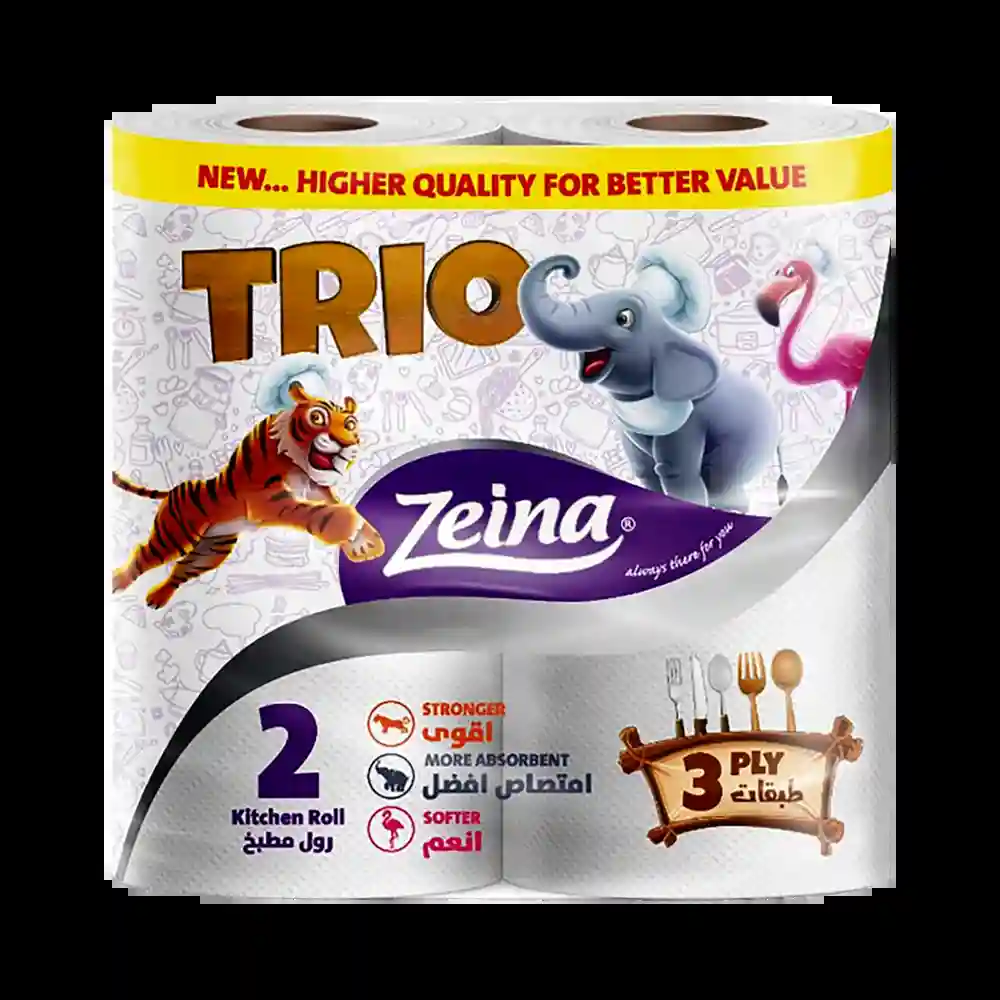 NEW... HIGHER QUALITY FOR BETTER VALUE
TRIO
Zeina®
always there for you
2
Kitchen Roll
رول مطبخ
STRONGER
اقوى
MORE ABSORBENT
امتصاص افضل
SOFTER
انعم
3 PLY
طبقات